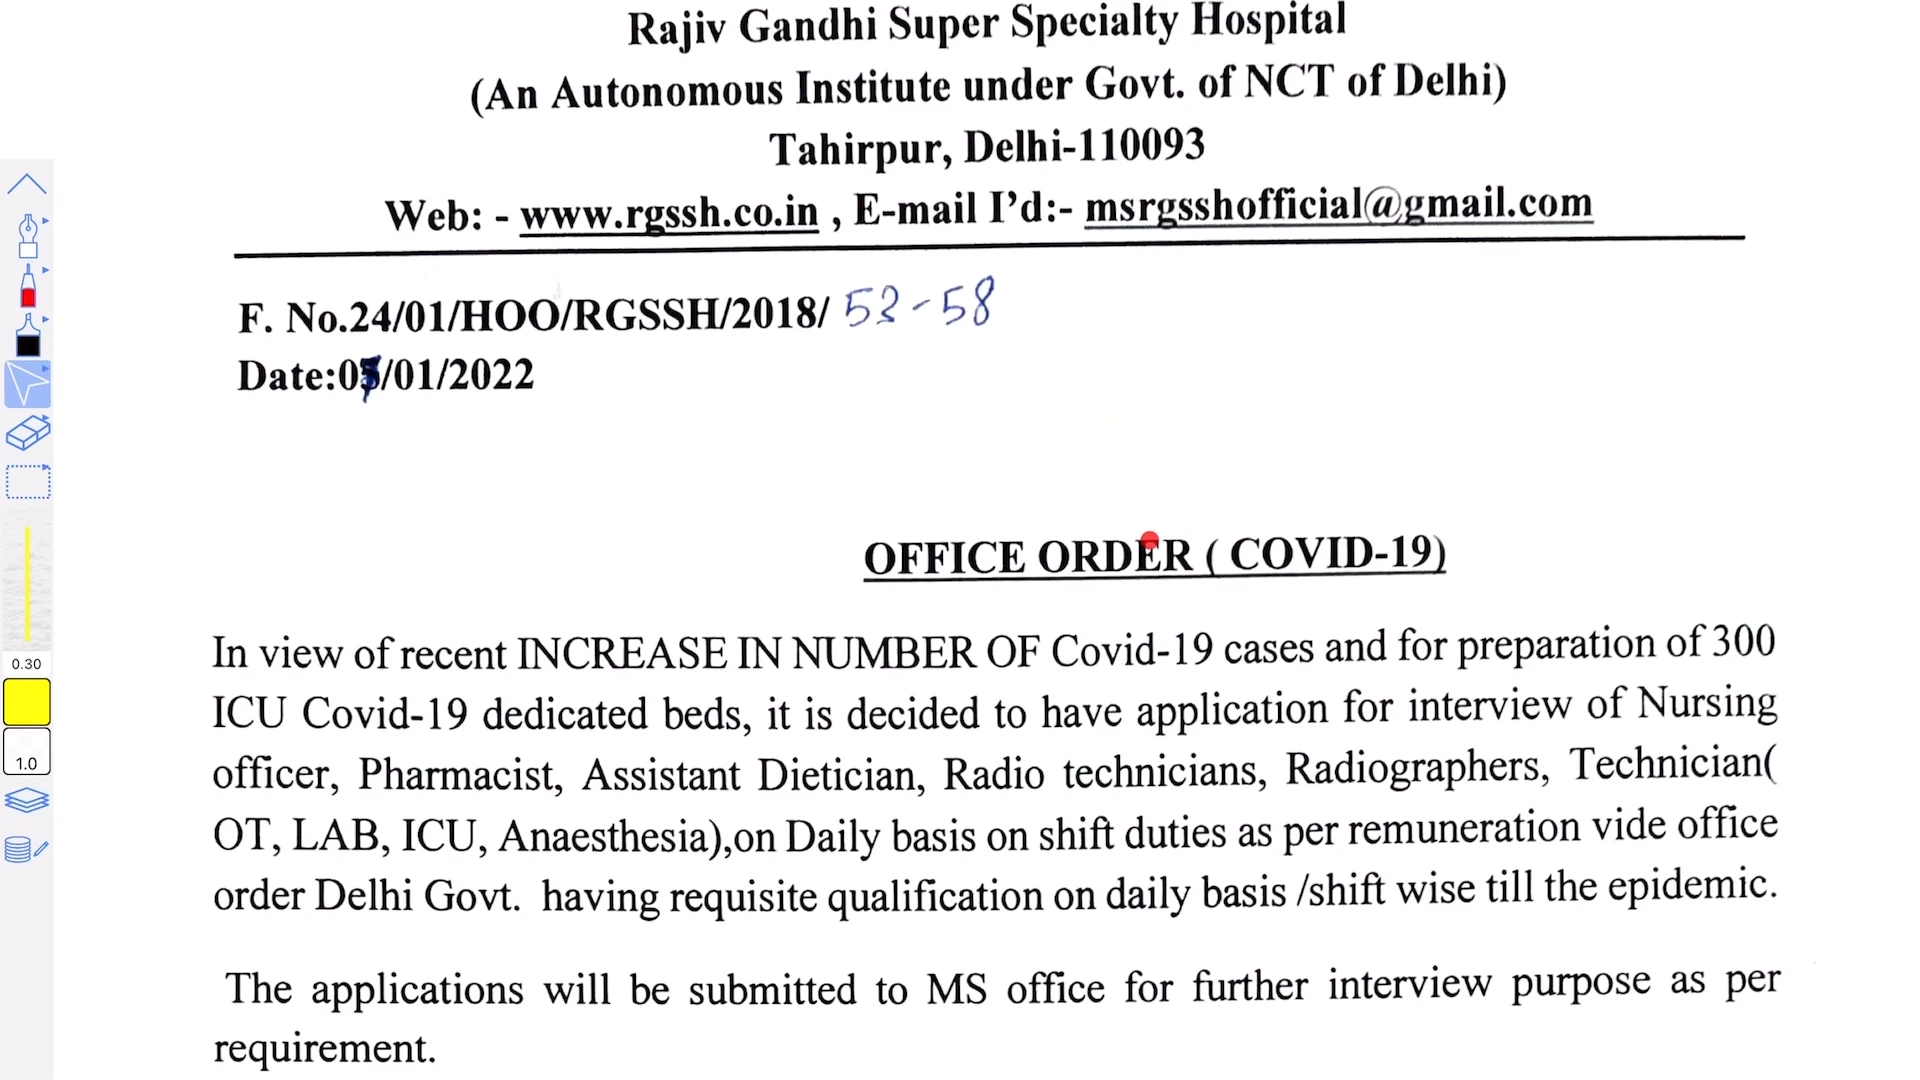 Rajiv Gandhi Super Specialty Hospital
(An Autonomous Institute under Govt. of NCT of Delhi)
Tahirpur, Delhi-110093
Web: - www.rgssh.co.in , E-mail I’d:- msrgsshofficial@gmail.com
F. No.24/01/HOO/RGSSH/2018/ 53-58
Date:0 /01/2022
OFFICE ORDER ( COVID-19)
In view of recent INCREASE IN NUMBER OF Covid-19 cases and for preparation of 300
ICU Covid-19 dedicated beds, it is decided to have application for interview of Nursing
officer, Pharmacist, Assistant Dietician, Radio technicians, Radiographers, Technician(
OT, LAB, ICU, Anaesthesia),on Daily basis on shift duties as per remuneration vide office
order Delhi Govt. having requisite qualification on daily basis /shift wise till the epidemic.
The applications will be submitted to MS office for further interview purpose as per
requirement.
0.30
1.0